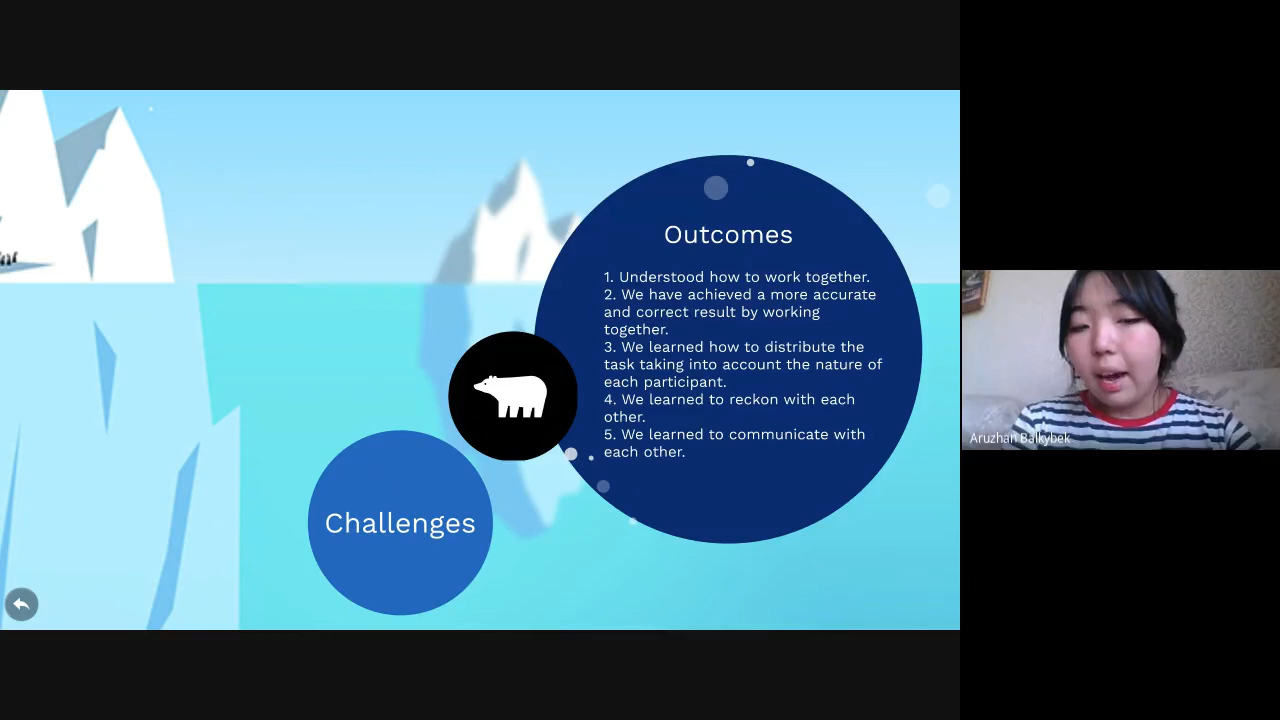 Outcomes
1. Understood how to work together.
2. We have achieved a more accurate
and correct result by working
together.
3. We learned how to distribute the
task taking into account the nature of
each participant.
4. We learned to reckon with each
other.
5. We learned to communicate with
each other.
Challenges
Aruzhan Balkybek